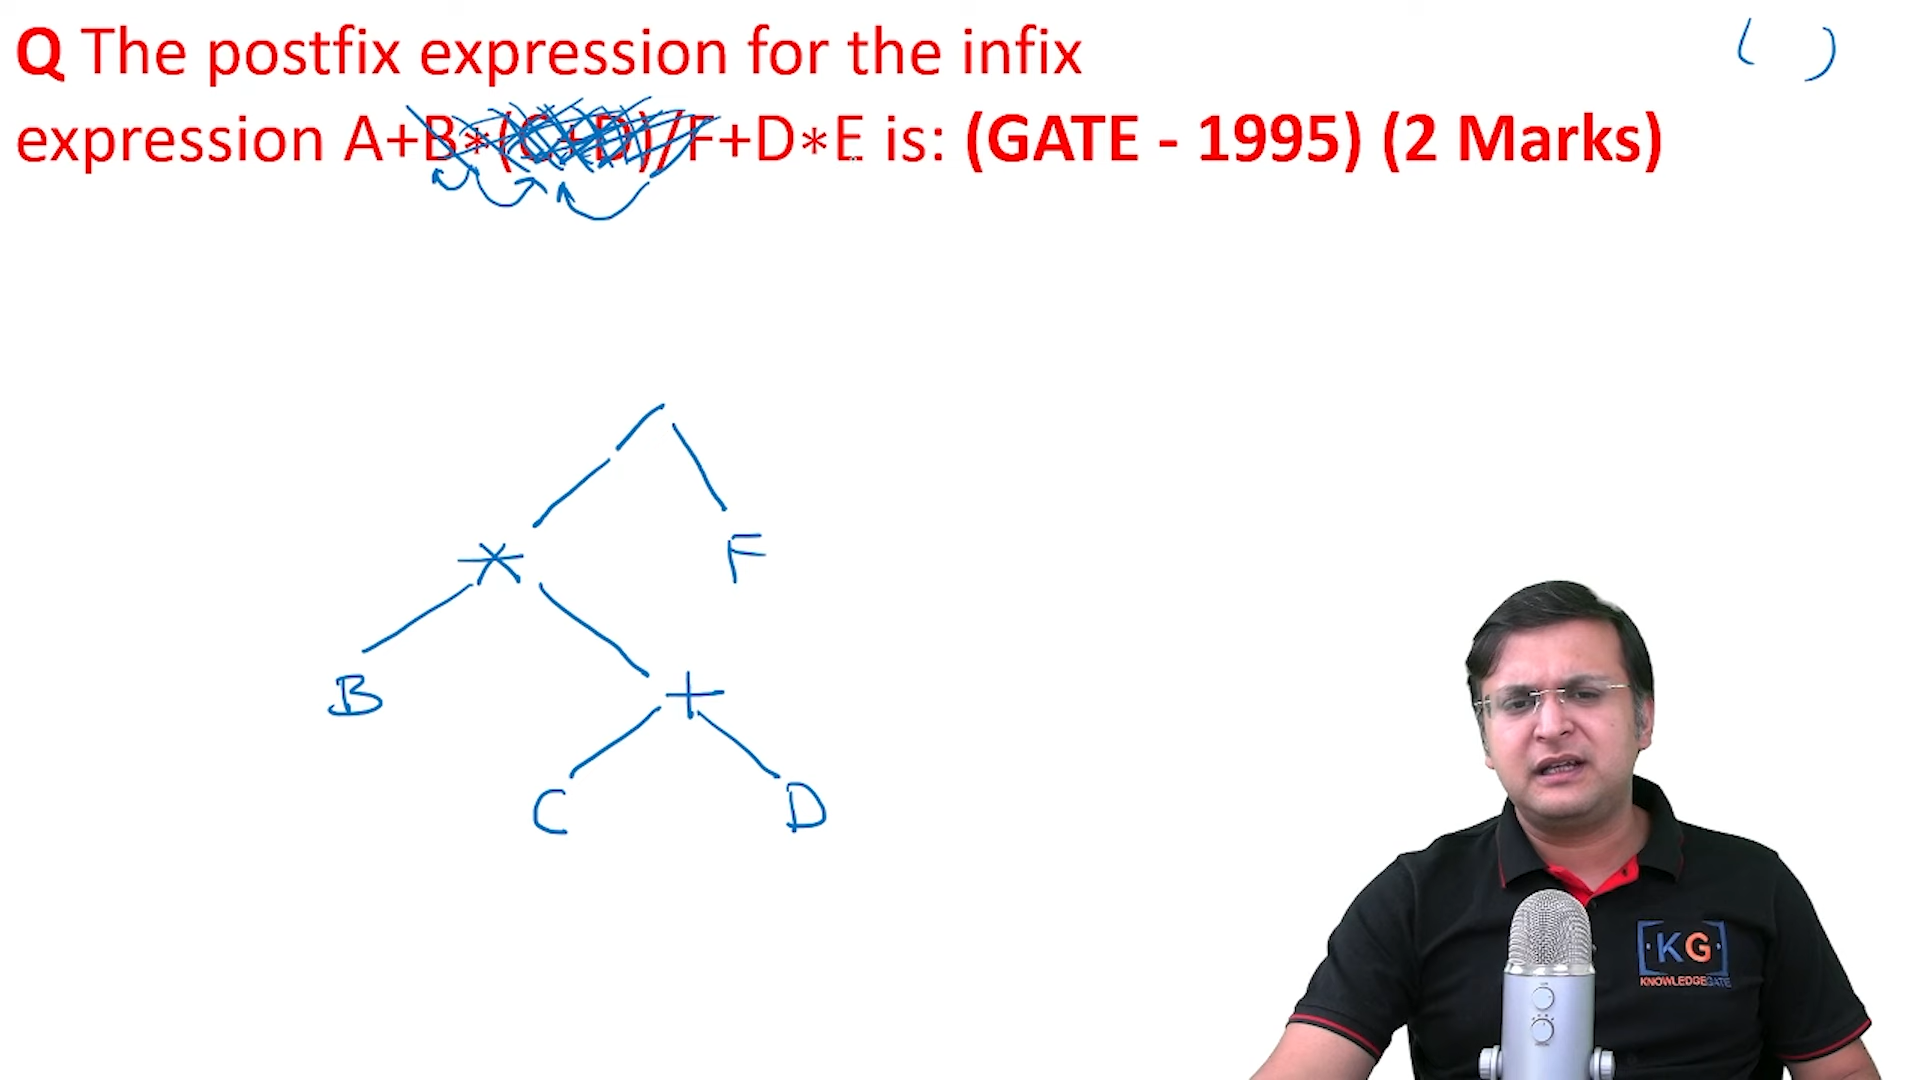 ( )
Q The postfix expression for the infix
expression A+B∗(C+D)/F+D∗E is: (GATE - 1995) (2 Marks)
/
∗ F
B +
C D
KG
KNOWLEDGEGATE